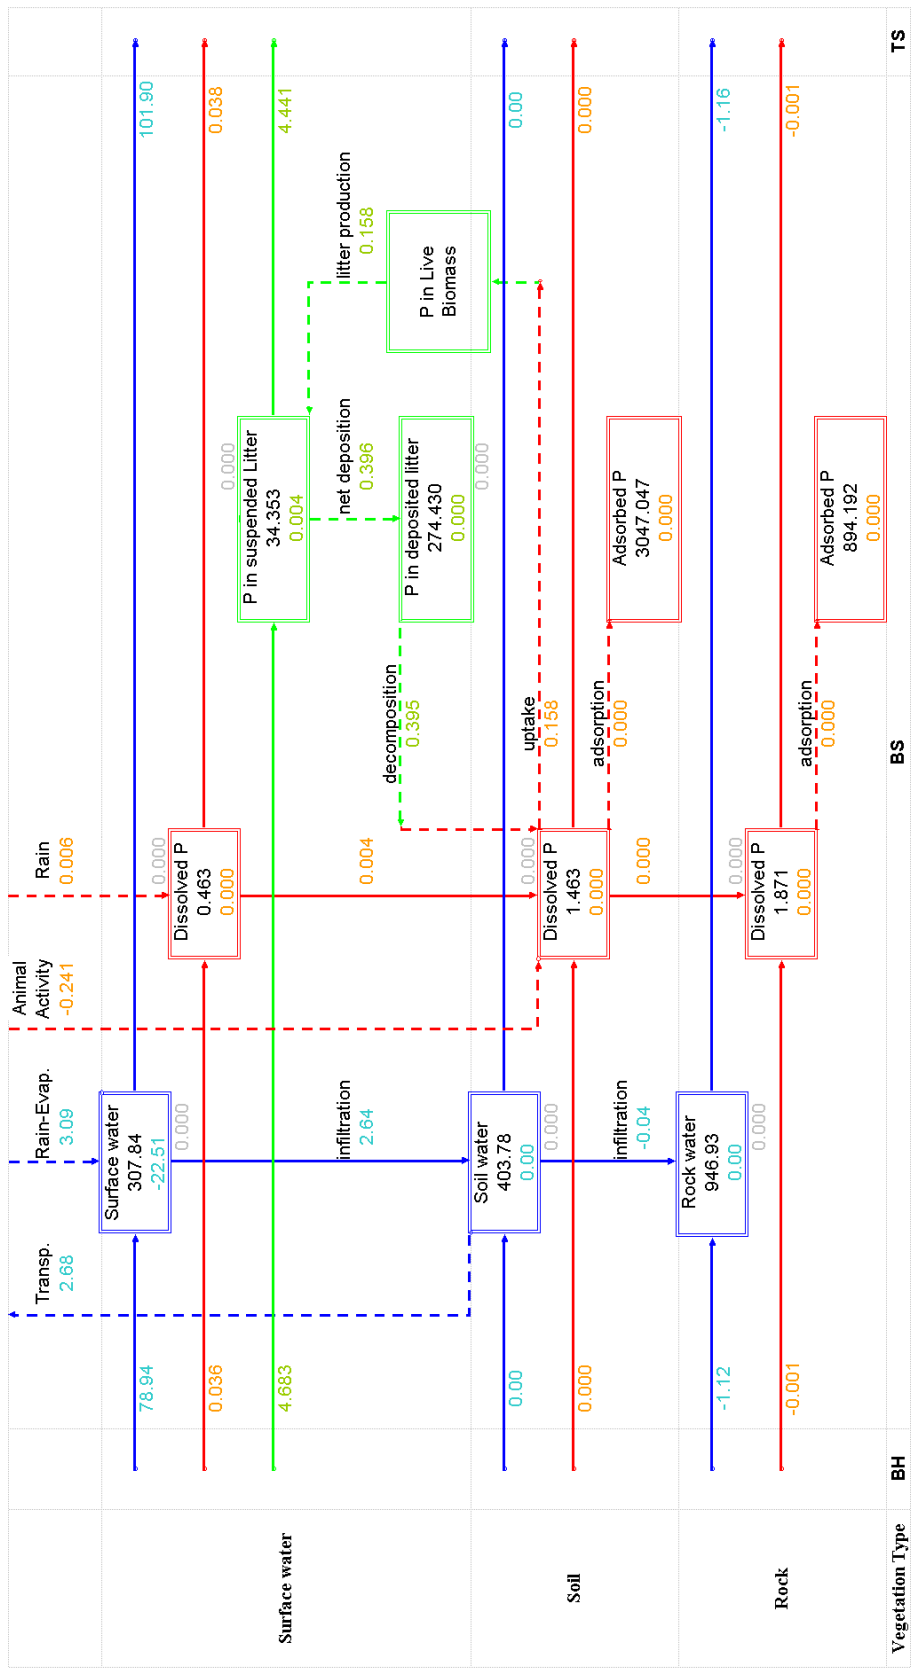 Transp.
2.68
Rain-Evap.
3.09
Animal
Activity
-0.241
Rain
0.006
Surface water
78.94
Surface water
307.84
-22.51
0.000
101.90
0.036
Dissolved P
0.463
0.000
0.000
0.038
4.683
P in suspended Litter
34.353
0.004
0.000
4.441
infiltration
2.64
0.004
net deposition
0.396
litter production
0.158
decomposition
0.395
P in deposited litter
274.430
0.000
0.000
P in Live
Biomass
Soil
0.00
Soil water
403.78
0.00
0.000
0.00
uptake
0.158
0.000
Dissolved P
1.463
0.000
0.000
0.000
adsorption
0.000
Adsorbed P
3047.047
0.000
infiltration
-0.04
0.000
Rock
-1.12
Rock water
946.93
0.00
0.000
-1.16
-0.001
Dissolved P
1.871
0.000
0.000
-0.001
adsorption
0.000
Adsorbed P
894.192
0.000
Vegetation Type
BH
BS
TS